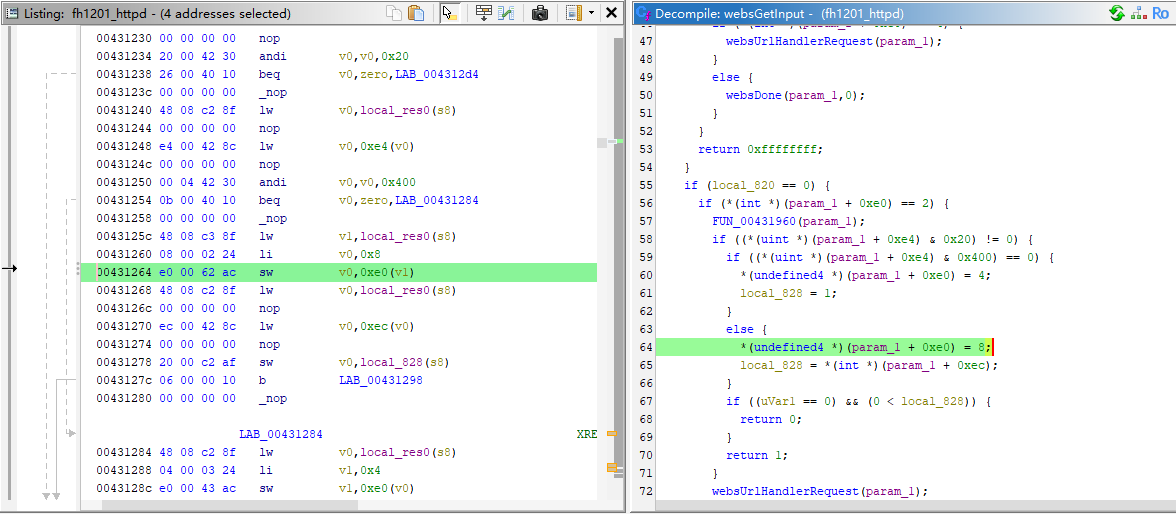 Listing:  fh1201_httpd - (4 addresses selected)
00431230 00 00 00 00 nop
00431234 20 00 42 30 andi v0,v0,0x20
00431238 26 00 40 10 beq v0,zero,LAB_004312d4
0043123c 00 00 00 00 _nop
00431240 48 08 c2 8f lw v0,local_res0(s8)
00431244 00 00 00 00 nop
00431248 e4 00 42 8c lw v0,0xe4(v0)
0043124c 00 00 00 00 nop
00431250 00 04 42 30 andi v0,v0,0x400
00431254 0b 00 40 10 beq v0,zero,LAB_00431284
00431258 00 00 00 00 _nop
0043125c 48 08 c3 8f lw v1,local_res0(s8)
00431260 08 00 02 24 li v0,0x8
00431264 e0 00 62 ac sw v0,0xe0(v1)
00431268 48 08 c2 8f lw v0,local_res0(s8)
0043126c 00 00 00 00 nop
00431270 ec 00 42 8c lw v0,0xec(v0)
00431274 00 00 00 00 nop
00431278 20 00 c2 af sw v0,local_828(s8)
0043127c 06 00 00 10 b LAB_00431298
00431280 00 00 00 00 _nop
LAB_00431284 XRE
00431284 48 08 c2 8f lw v0,local_res0(s8)
00431288 04 00 03 24 li v1,0x4
0043128c e0 00 43 ac sw v1,0xe0(v0)
Decompile: websGetInput - (fh1201_httpd)
Ro
47 websUrlHandlerRequest(param_1);
48 }
49 else {
50 websDone(param_1,0);
51 }
52 }
53 return 0xffffffff;
54 }
55 if (local_820 == 0) {
56 if (*(int *)(param_1 + 0xe0) == 2) {
57 FUN_00431960(param_1);
58 if ((*(uint *)(param_1 + 0xe4) & 0x20) != 0) {
59 if ((*(uint *)(param_1 + 0xe4) & 0x400) == 0) {
60 *(undefined4 *)(param_1 + 0xe0) = 4;
61 local_828 = 1;
62 }
63 else {
64 *(undefined4 *)(param_1 + 0xe0) = 8;
65 local_828 = *(int *)(param_1 + 0xec);
66 }
67 if ((uVar1 == 0) && (0 < local_828)) {
68 return 0;
69 }
70 return 1;
71 }
72 websUrlHandlerRequest(param_1);